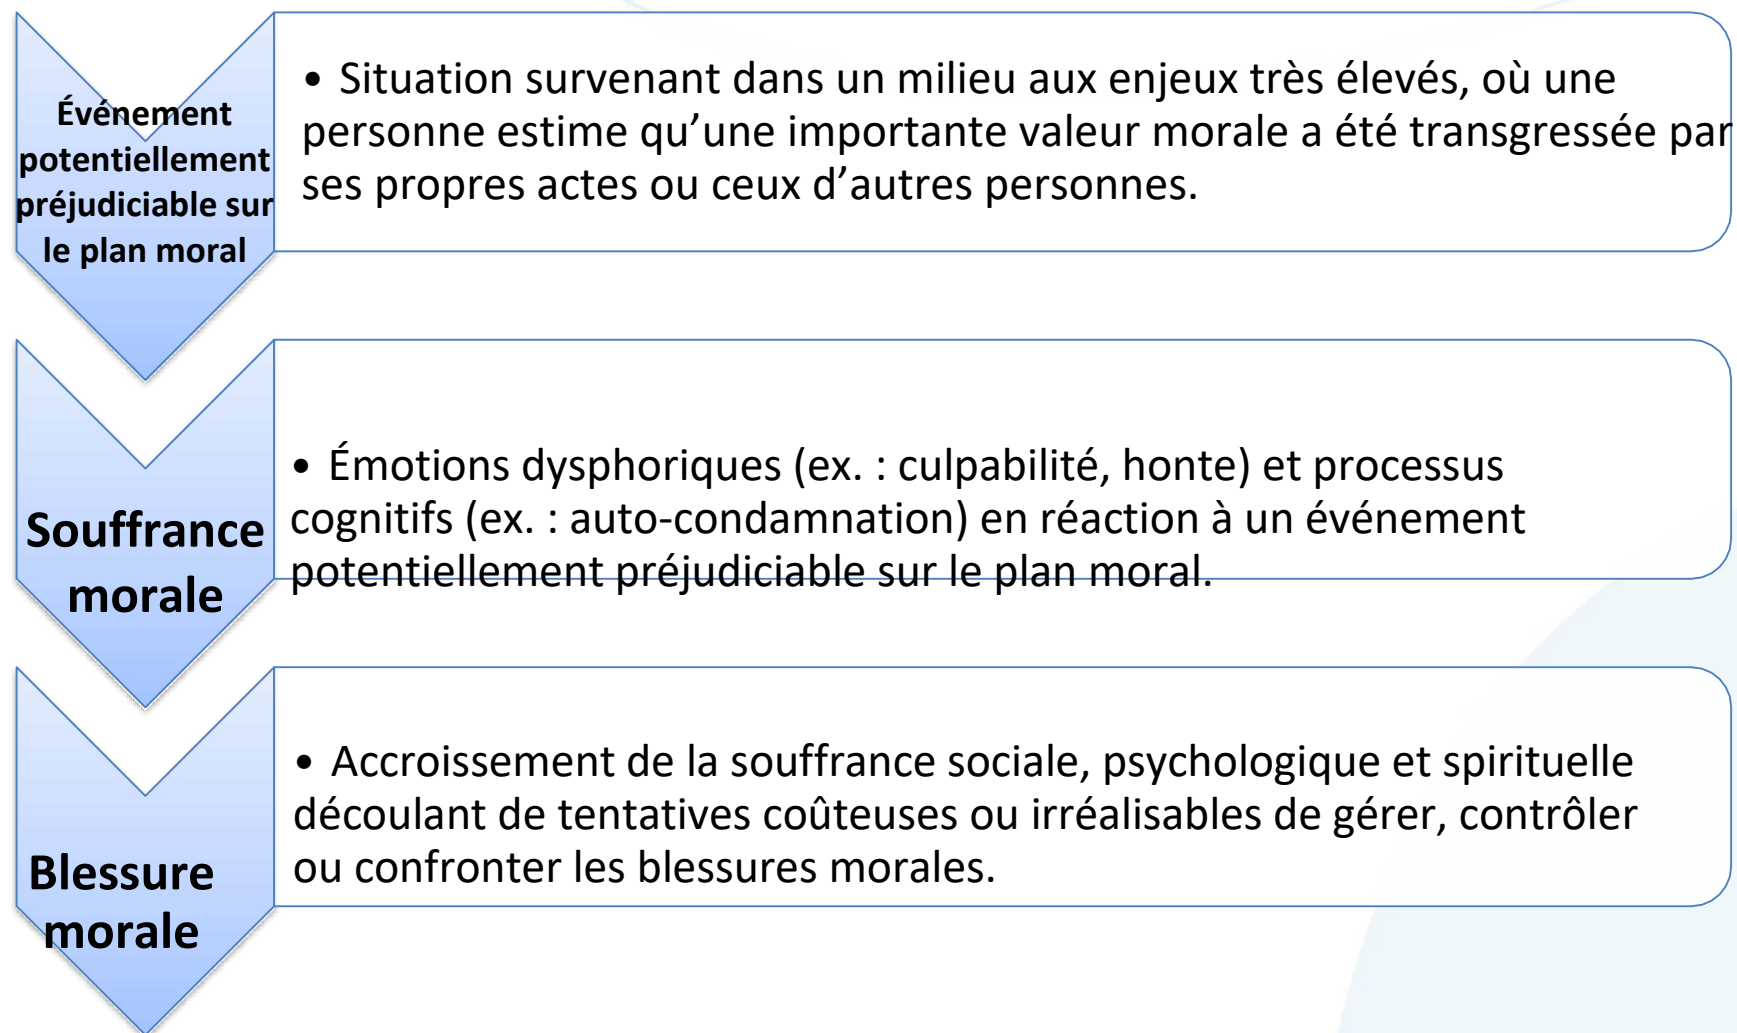 Événement
potentiellement
préjudiciable sur
le plan moral
• Situation survenant dans un milieu aux enjeux très élevés, où une
personne estime qu’une importante valeur morale a été transgressée par
ses propres actes ou ceux d’autres personnes.
Souffrance
morale
• Émotions dysphoriques (ex. : culpabilité, honte) et processus
cognitifs (ex. : auto-condamnation) en réaction à un événement
potentiellement préjudiciable sur le plan moral.
Blessure
morale
• Accroissement de la souffrance sociale, psychologique et spirituelle
découlant de tentatives coûteuses ou irréalisables de gérer, contrôler
ou confronter les blessures morales.